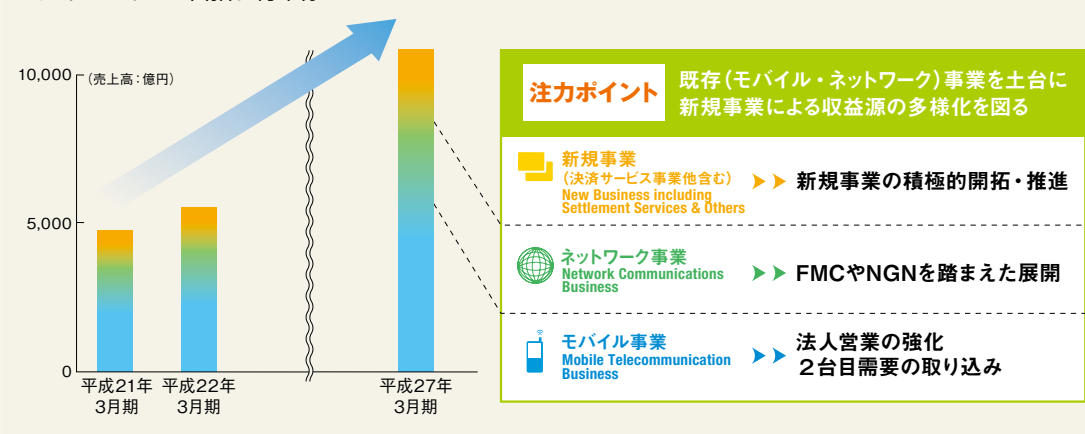 10,000
(売上高:億円)
5,000
0
平成21年
3月期
平成22年
3月期
平成27年
3月期
注力ポイント
既存(モバイル・ネットワーク)事業を土台に
新規事業による収益源の多様化を図る
新規事業
(決済サービス事業他含む)
New Business including
Settlement Services & Others
新規事業の積極的開拓・推進
ネットワーク事業
Network Communications
Business
FMCやNGNを踏まえた展開
モバイル事業
Mobile Telecommunication
Business
法人営業の強化
2台目需要の取り込み